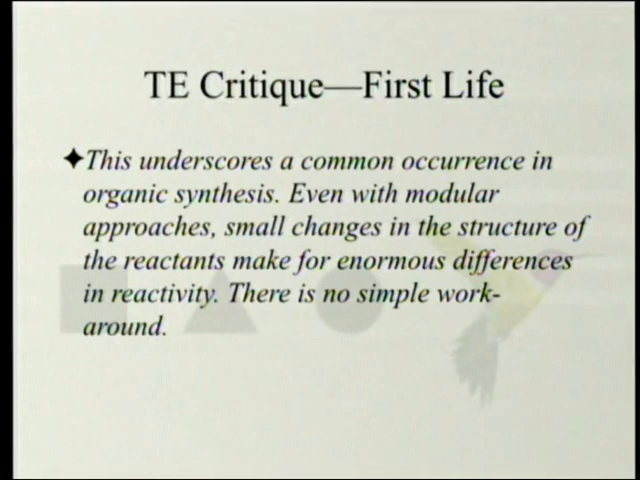 TE Critique—First Life
✦This underscores a common occurrence in
organic synthesis. Even with modular
approaches, small changes in the structure of
the reactants make for enormous differences
in reactivity. There is no simple work-
around.